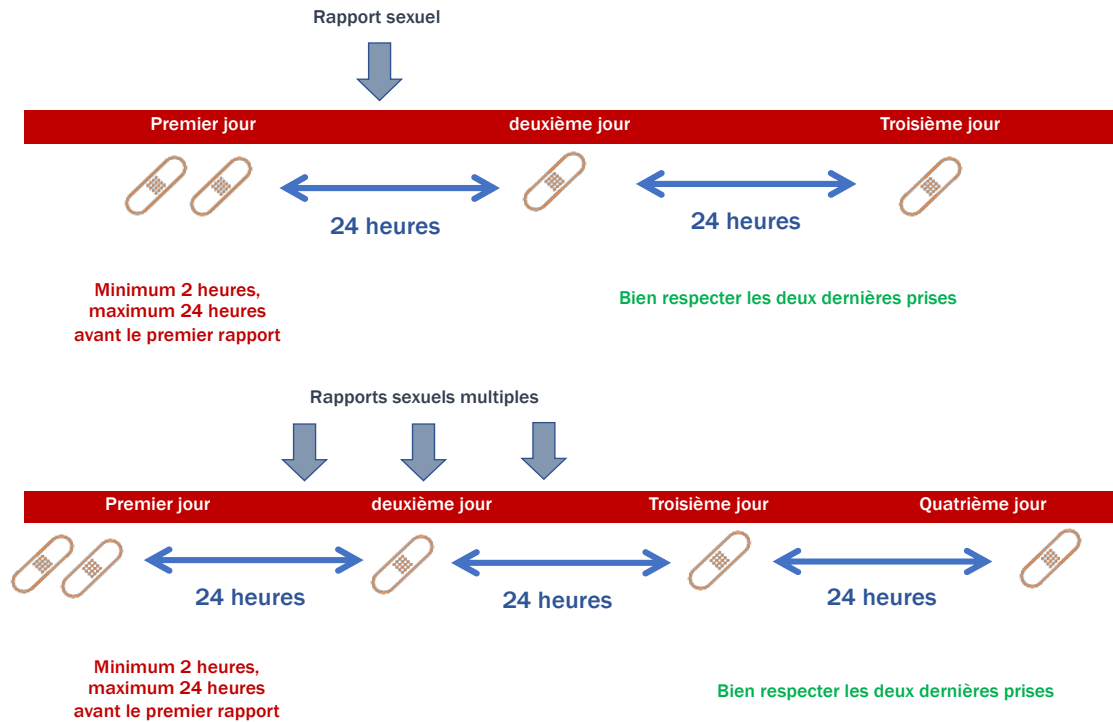 Rapport sexuel
Premier jour
deuxième jour
Troisième jour
24 heures
24 heures
Minimum 2 heures,
maximum 24 heures
avant le premier rapport
Bien respecter les deux dernières prises
Rapports sexuels multiples
Premier jour
deuxième jour
Troisième jour
Quatrième jour
24 heures
24 heures
24 heures
Minimum 2 heures,
maximum 24 heures
avant le premier rapport
Bien respecter les deux dernières prises